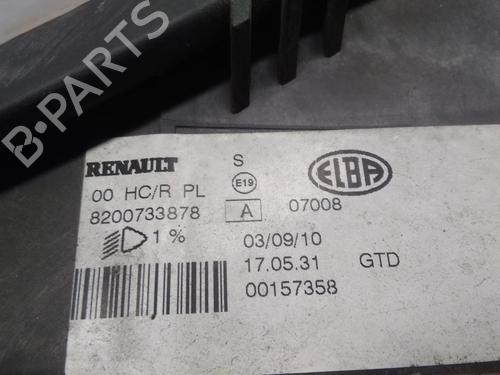 B-PARTS
RENAULT S ELBA
00 HC/R PL E19
8200733878 A 07008
1 % 03/09/10
17.05.31 GTD
00157358